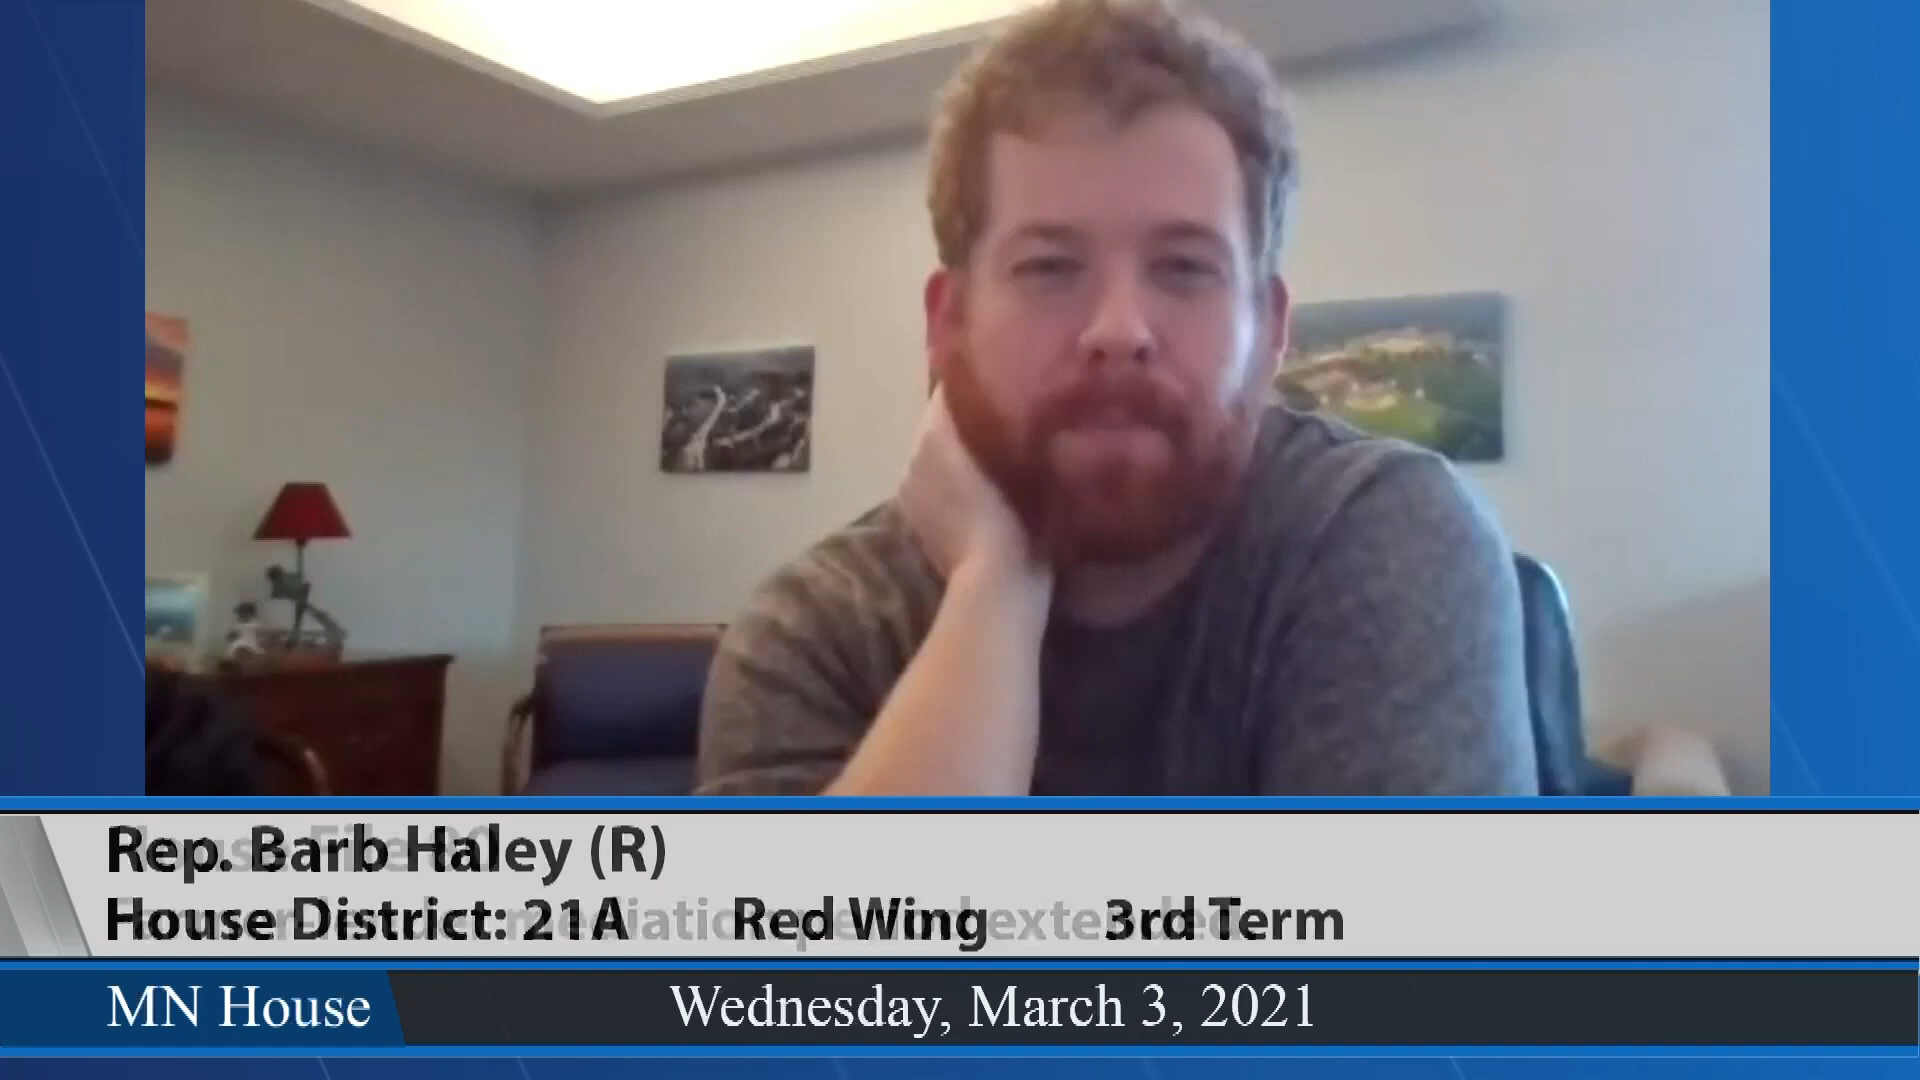 Rep. Barb Haley (R)
House District: 21A Red Wing 3rd Term
MN House
Wednesday, March 3, 2021